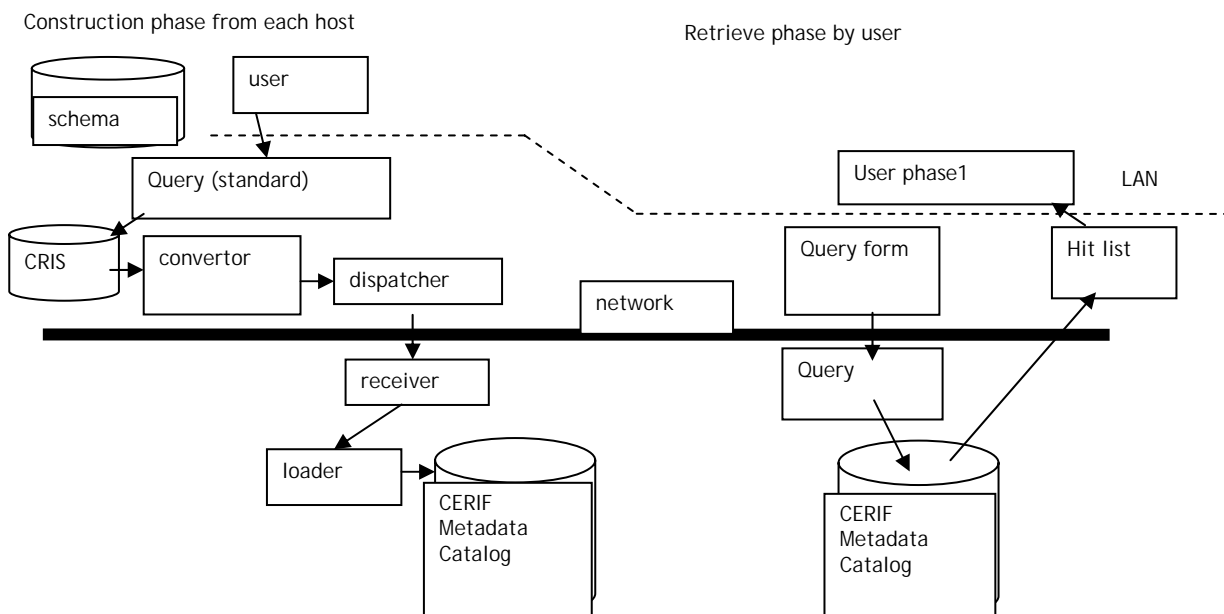 Construction phase from each host
Retrieve phase by user
user
schema
Query (standard)
User phase1
LAN
CRIS
convertor
dispatcher
network
Query form
Hit list
receiver
Query
loader
CERIF
Metadata
Catalog
CERIF
Metadata
Catalog